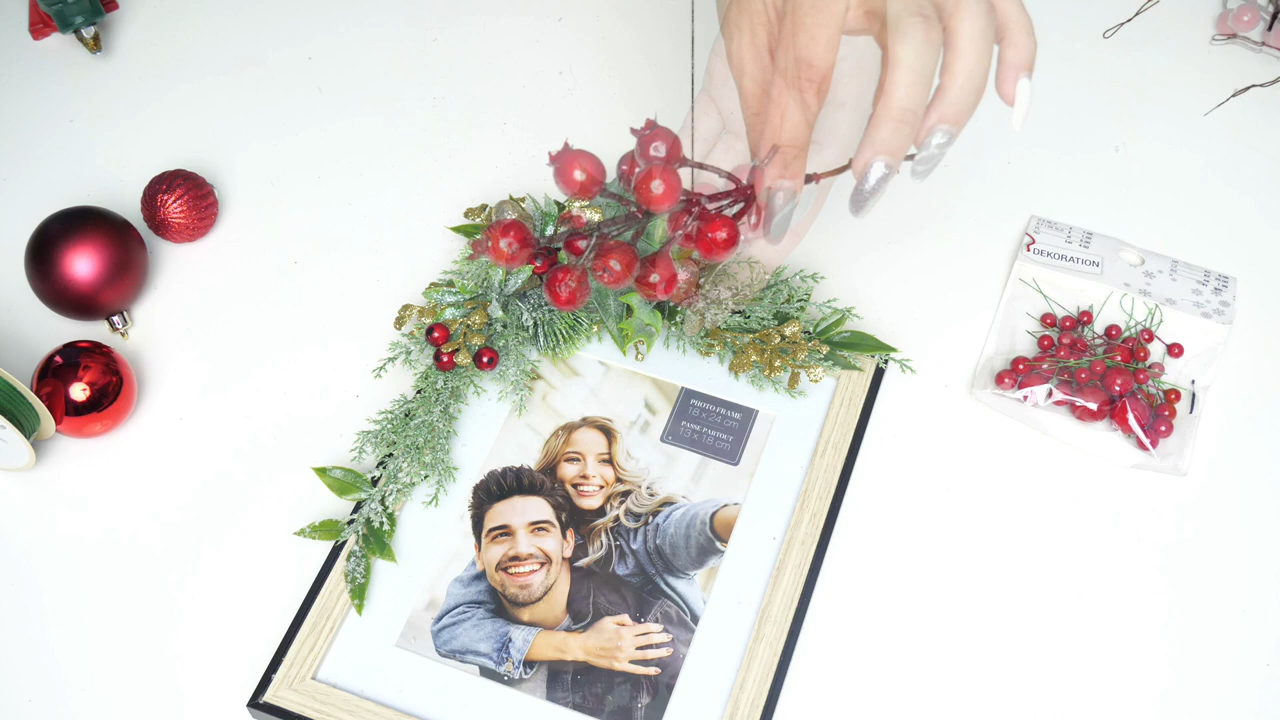 DEKORATION
PHOTO FRAME
18 x 24 cm
PASSE PARTOUT
13 x 18 cm